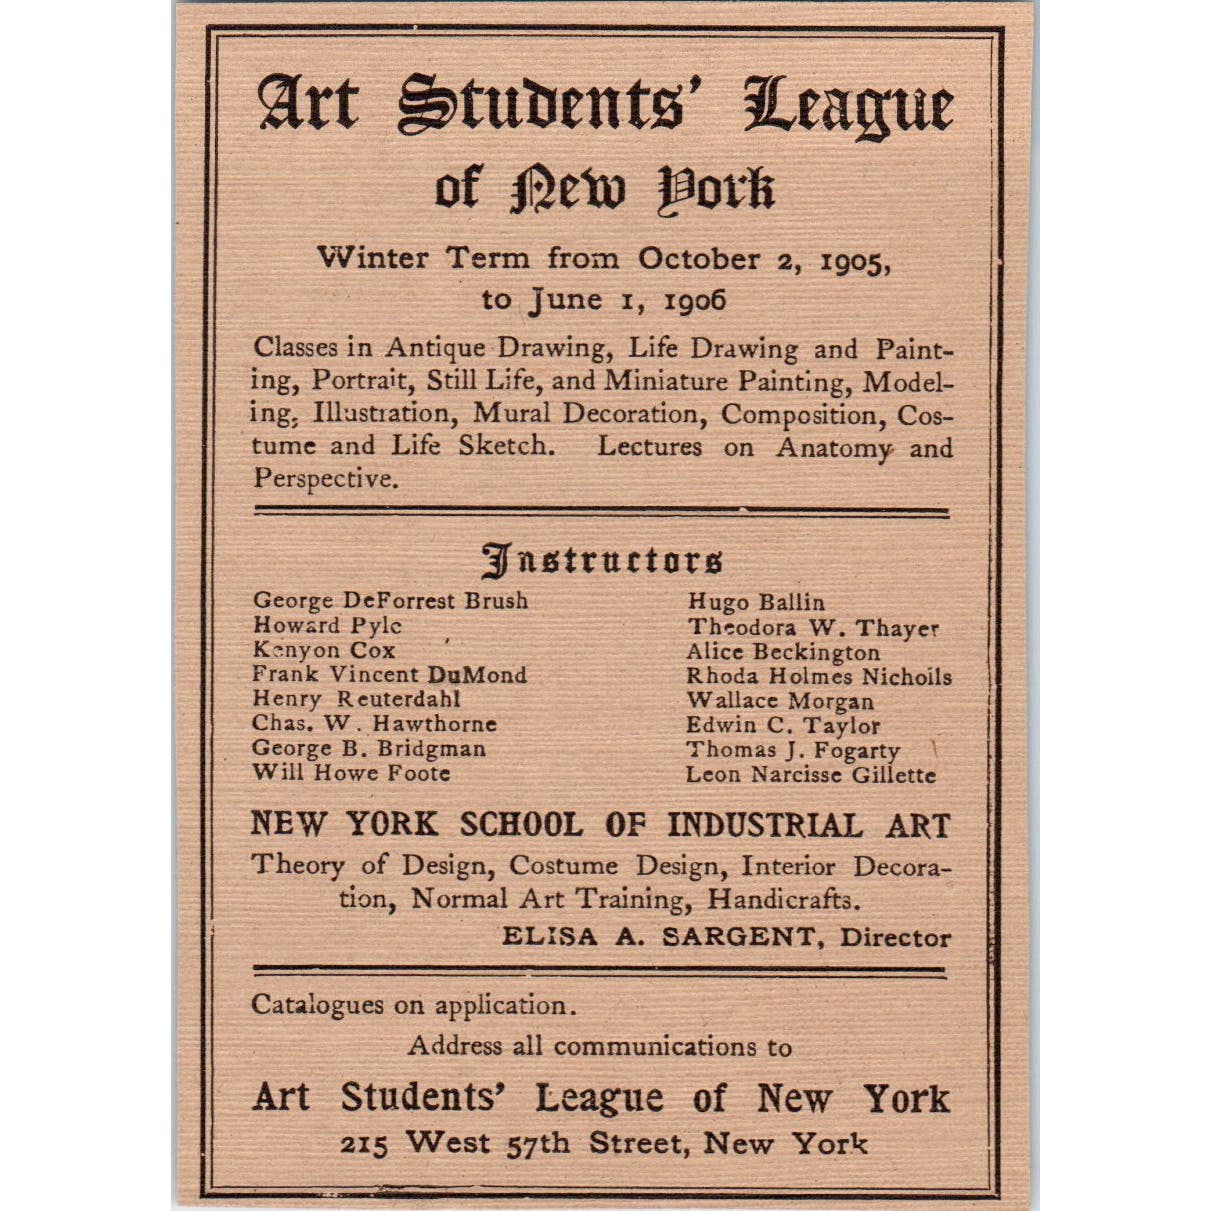 Art Students' League
of New York
Winter Term from October 2, 1905,
to June 1, 1906
Classes in Antique Drawing, Life Drawing and Paint-
ing, Portrait, Still Life, and Miniature Painting, Model-
ing, Illustration, Mural Decoration, Composition, Cos-
tume and Life Sketch. Lectures on Anatomy and
Perspective.
Instructors
George DeForrest Brush
Howard Pyle
Kenyon Cox
Frank Vincent DuMond
Henry Reuterdahl
Chas. W. Hawthorne
George B. Bridgman
Will Howe Foote
Hugo Ballin
Theodora W. Thayer
Alice Beckington
Rhoda Holmes Nicholls
Wallace Morgan
Edwin C. Taylor
Thomas J. Fogarty
Leon Narcisse Gillette
NEW YORK SCHOOL OF INDUSTRIAL ART
Theory of Design, Costume Design, Interior Decora-
tion, Normal Art Training, Handicrafts.
ELISA A. SARGENT, Director
Catalogues on application.
Address all communications to
Art Students' League of New York
215 West 57th Street, New York